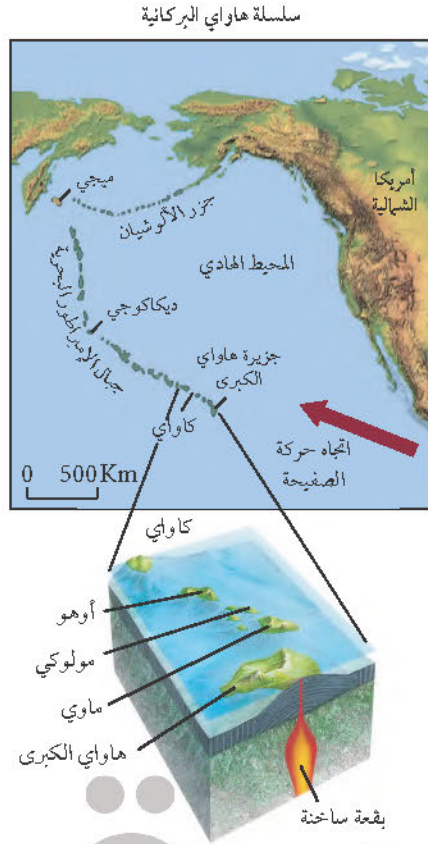 سلسلة هاواي البركانية
ميجي
جزر الألوشيان
أمريكا
الشمالية
المحيط الهادي
جبال الإمبراطور البحرية
ديكاكوجي
جزيرة هاواي
الكبرى
كاواي
اتجاه حركة
الصفيحة
0 500Km
كاواي
أوهو
مولوكي
ماوي
هاواي الكبرى
بقعة ساخنة